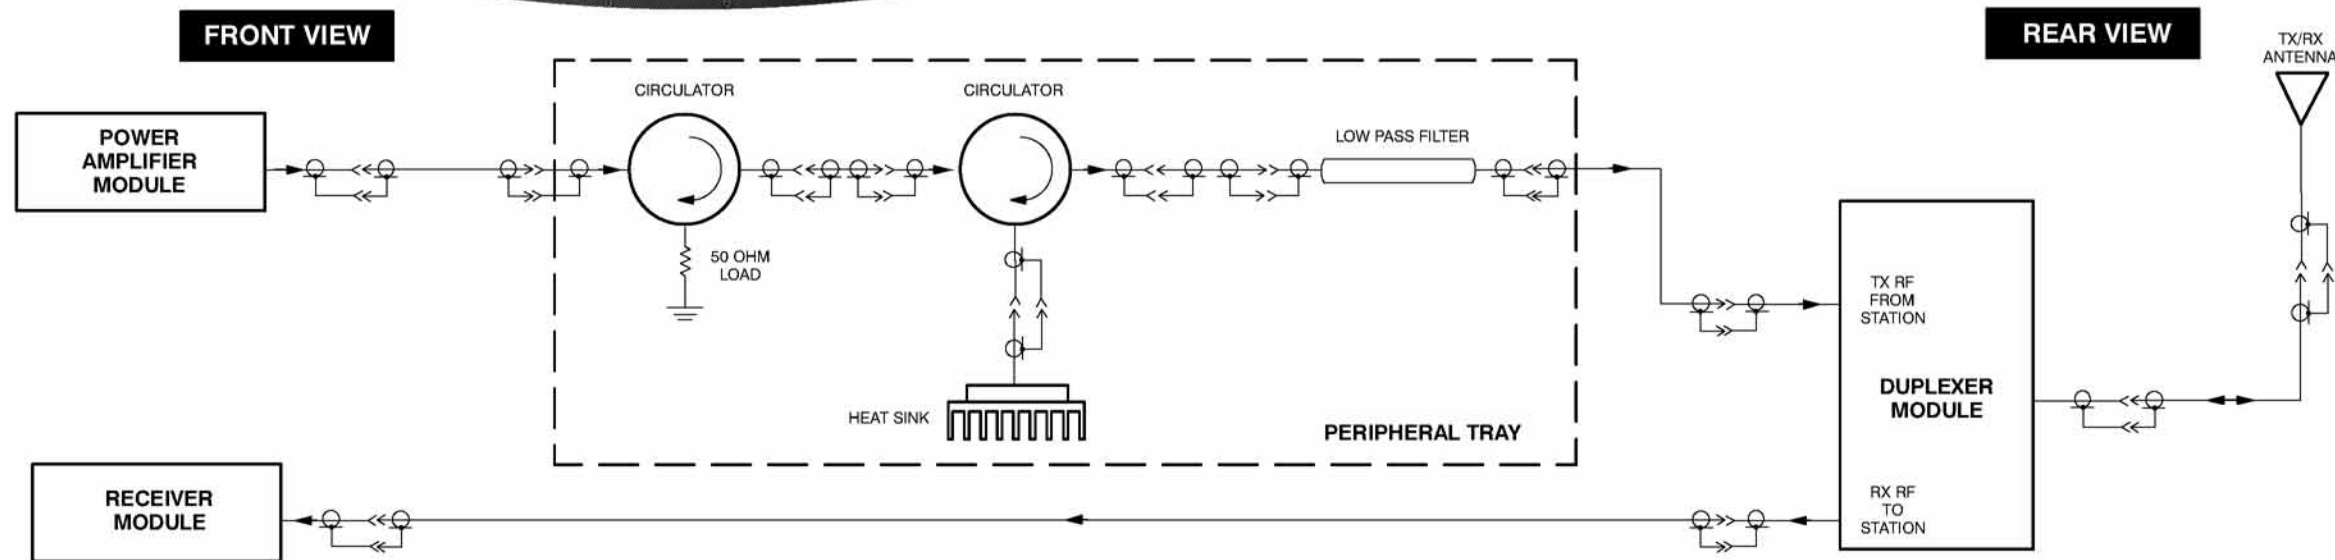 FRONT VIEW
REAR VIEW
TX/RX
ANTENNA
CIRCULATOR
CIRCULATOR
POWER
AMPLIFIER
MODULE
LOW PASS FILTER
50 OHM
LOAD
HEAT SINK
PERIPHERAL TRAY
TX RF
FROM
STATION
DUPLEXER
MODULE
RX RF
TO
STATION
RECEIVER
MODULE